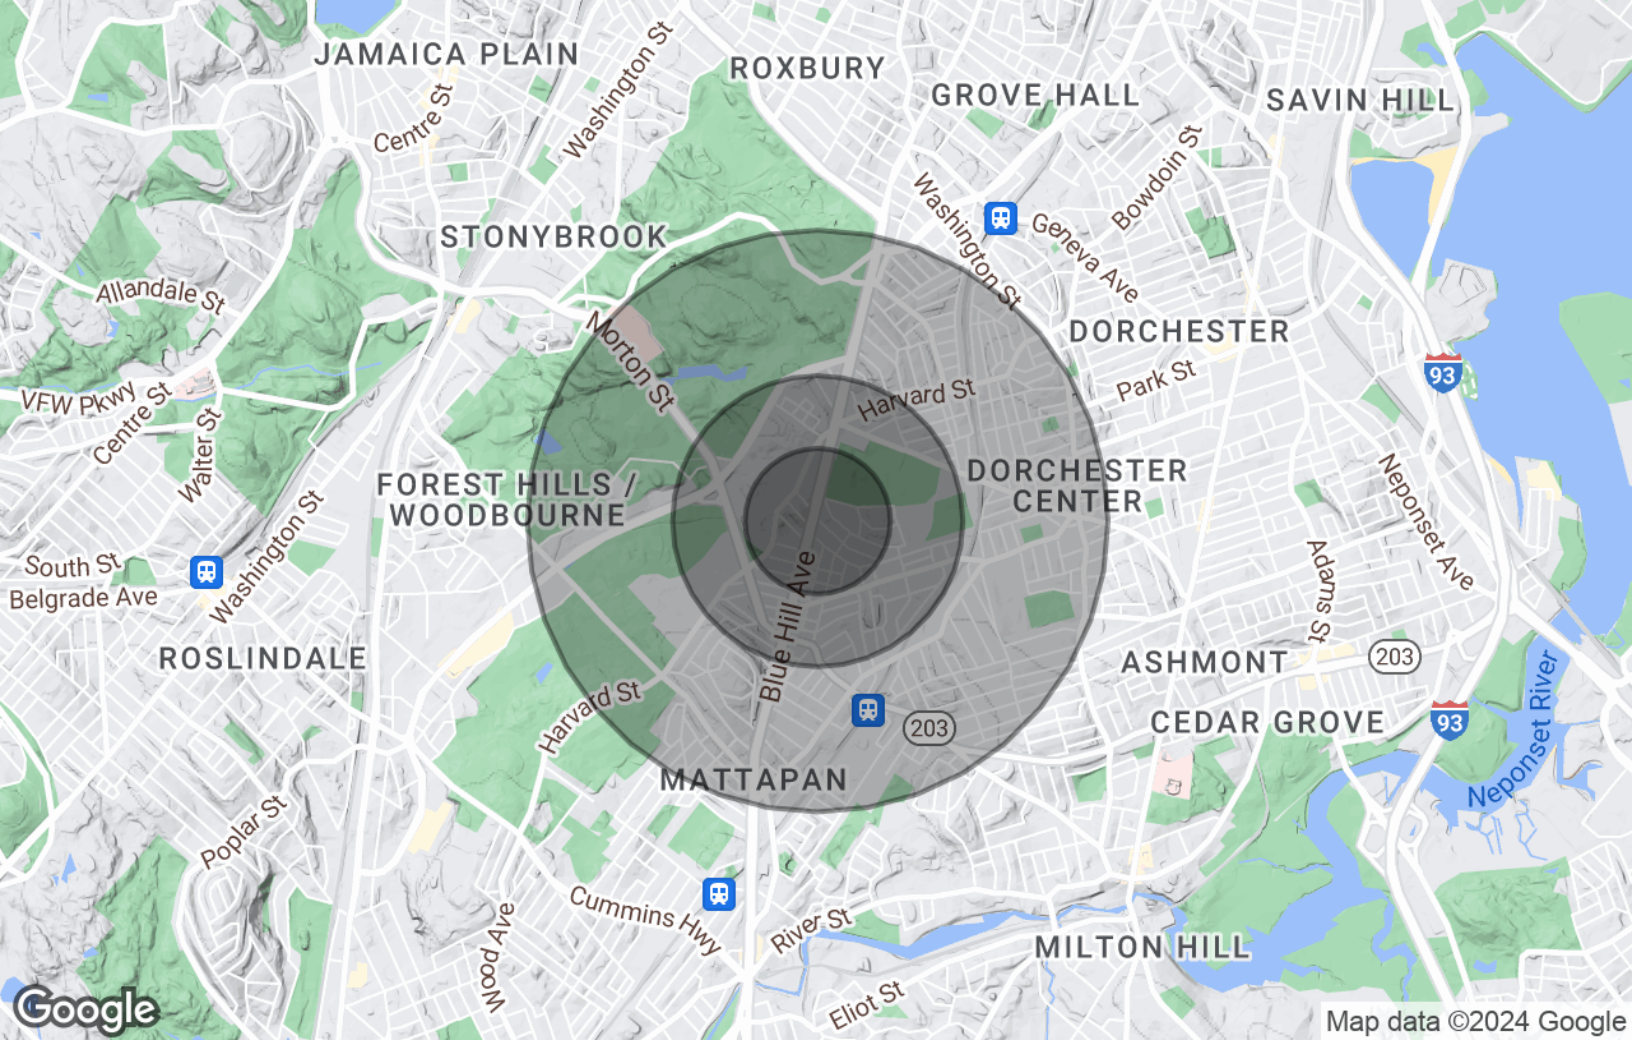 JAMAICA PLAIN
Washington St
ROXBURY
GROVE HALL
SAVIN HILL
Centre St
Bowdoin St
Washington St
Geneva Ave
STONYBROOK
Allandale St
Morton St
DORCHESTER
93
Park St
Harvard St
VFW Pkwy
Centre St
Walter St
FOREST HILLS /
WOODBOURNE
DORCHESTER
CENTER
Neponset Ave
South St
Belgrade Ave
Washington St
Adams St
Blue Hill Ave
ROSLINDALE
ASHMONT
203
Harvard St
203
CEDAR GROVE
93
Neponset River
MATTAPAN
Poplar St
Cummins Hwy
River St
Wood Ave
MILTON HILL
Eliot St
Google
Map data ©2024 Google